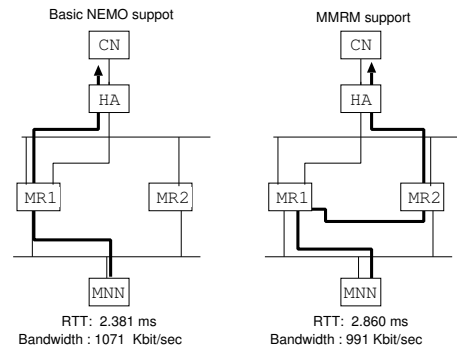 Basic NEMO suppot
MMRM support
CN
CN
HA
HA
MR1
MR2
MR1
MR2
MNN
MNN
RTT: 2.381 ms
Bandwidth : 1071 Kbit/sec
RTT: 2.860 ms
Bandwidth : 991 Kbit/sec